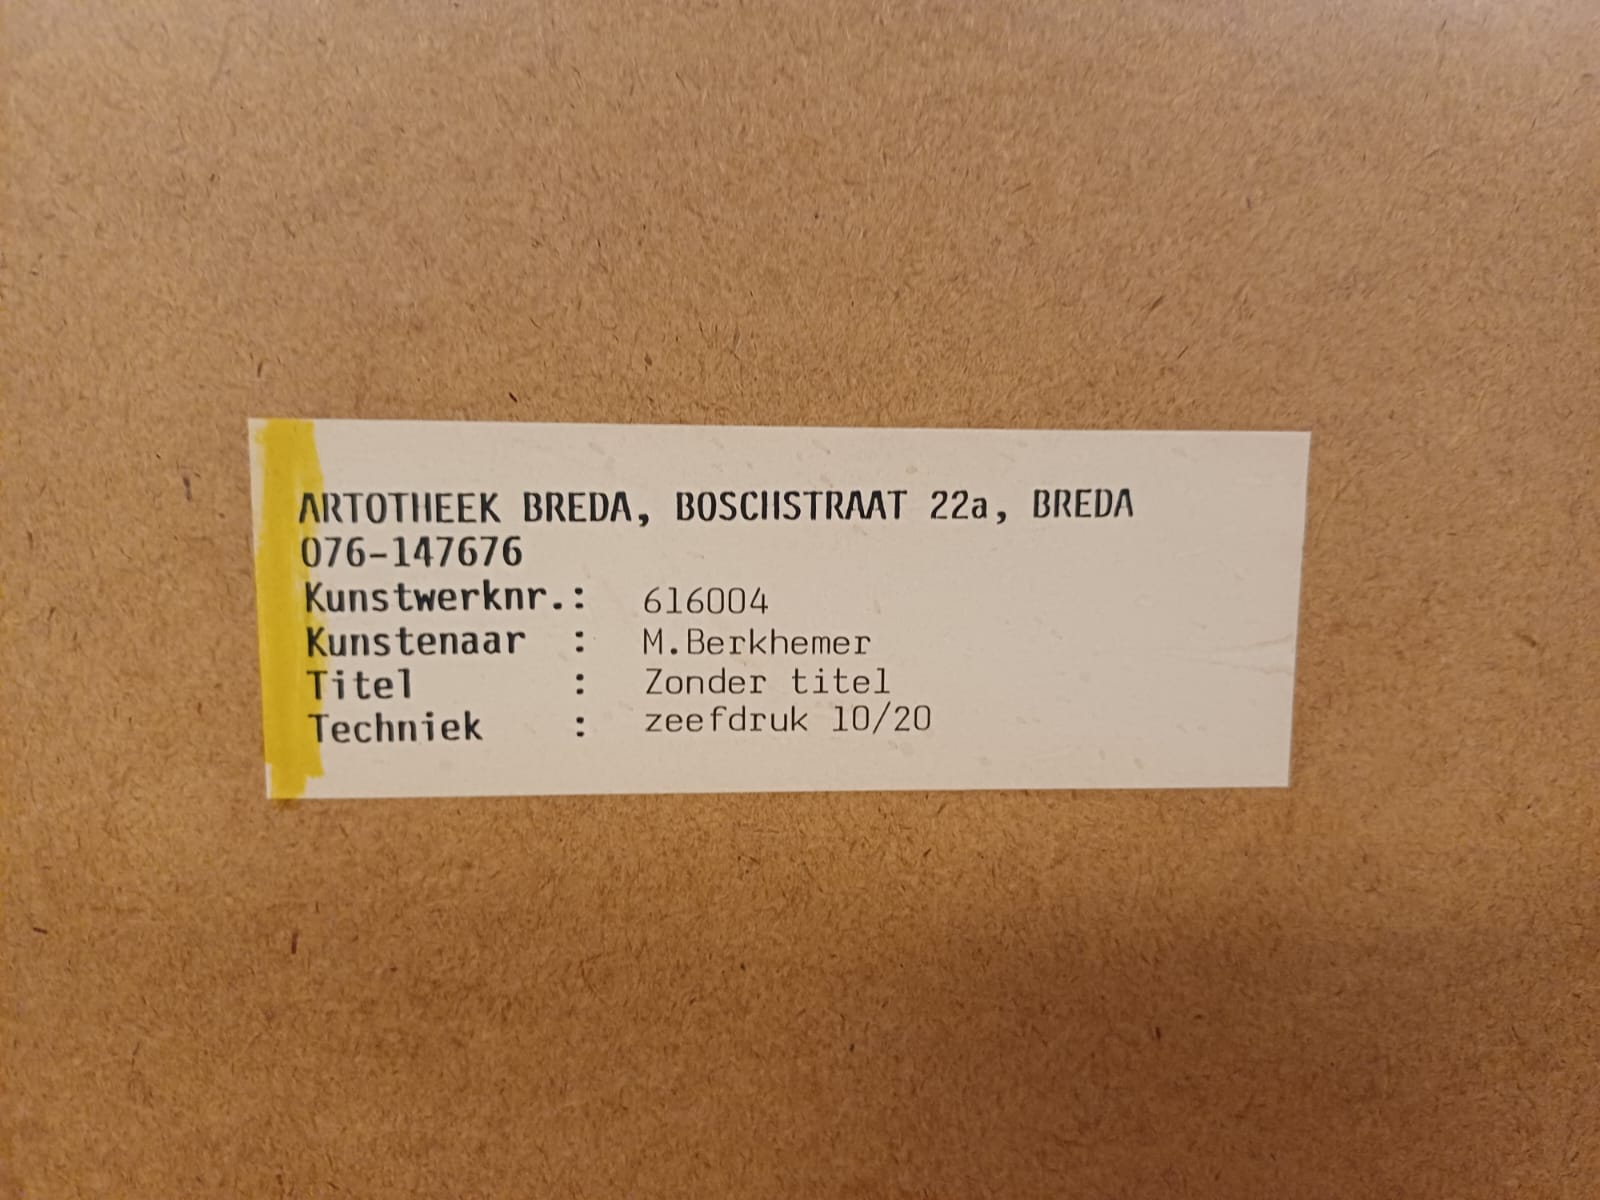 ARTOTHEEK BREDA, BOSCHSTRAAT 22a, BREDA
076-147676
Kunstwerknr.: 616004
Kunstenaar : M.Berkhemer
Titel : Zonder titel
Techniek : zeefdruk 10/20